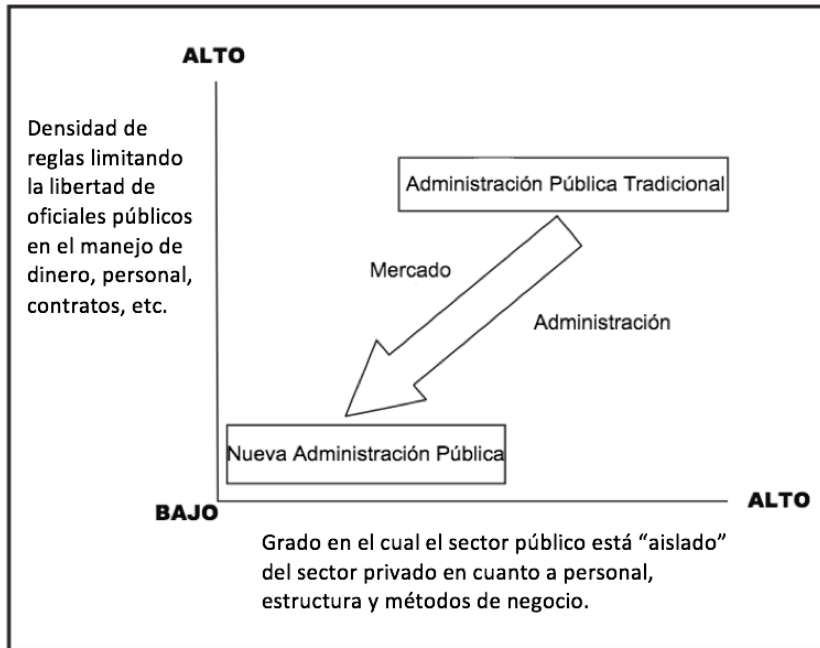 ALTO
Densidad de
reglas limitando
la libertad de
oficiales públicos
en el manejo de
dinero, personal,
contratos, etc.
Administración Pública Tradicional
Mercado
Administración
Nueva Administración Pública
BAJO
ALTO
Grado en el cual el sector público está “aislado”
del sector privado en cuanto a personal,
estructura y métodos de negocio.